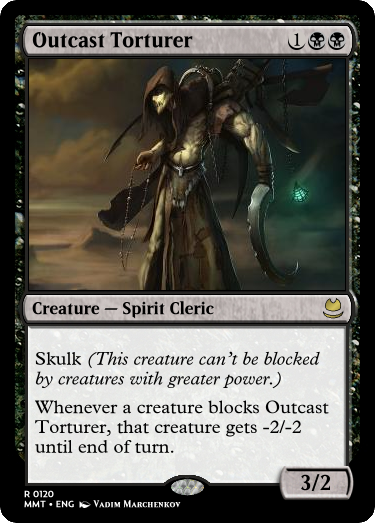 Outcast Torturer 1
Creature — Spirit Cleric
Skulk (This creature can't be blocked
by creatures with greater power.)
Whenever a creature blocks Outcast
Torturer, that creature gets -2/-2
until end of turn.
3/2
R 0120
MMT • ENG Vadim Marchenkov